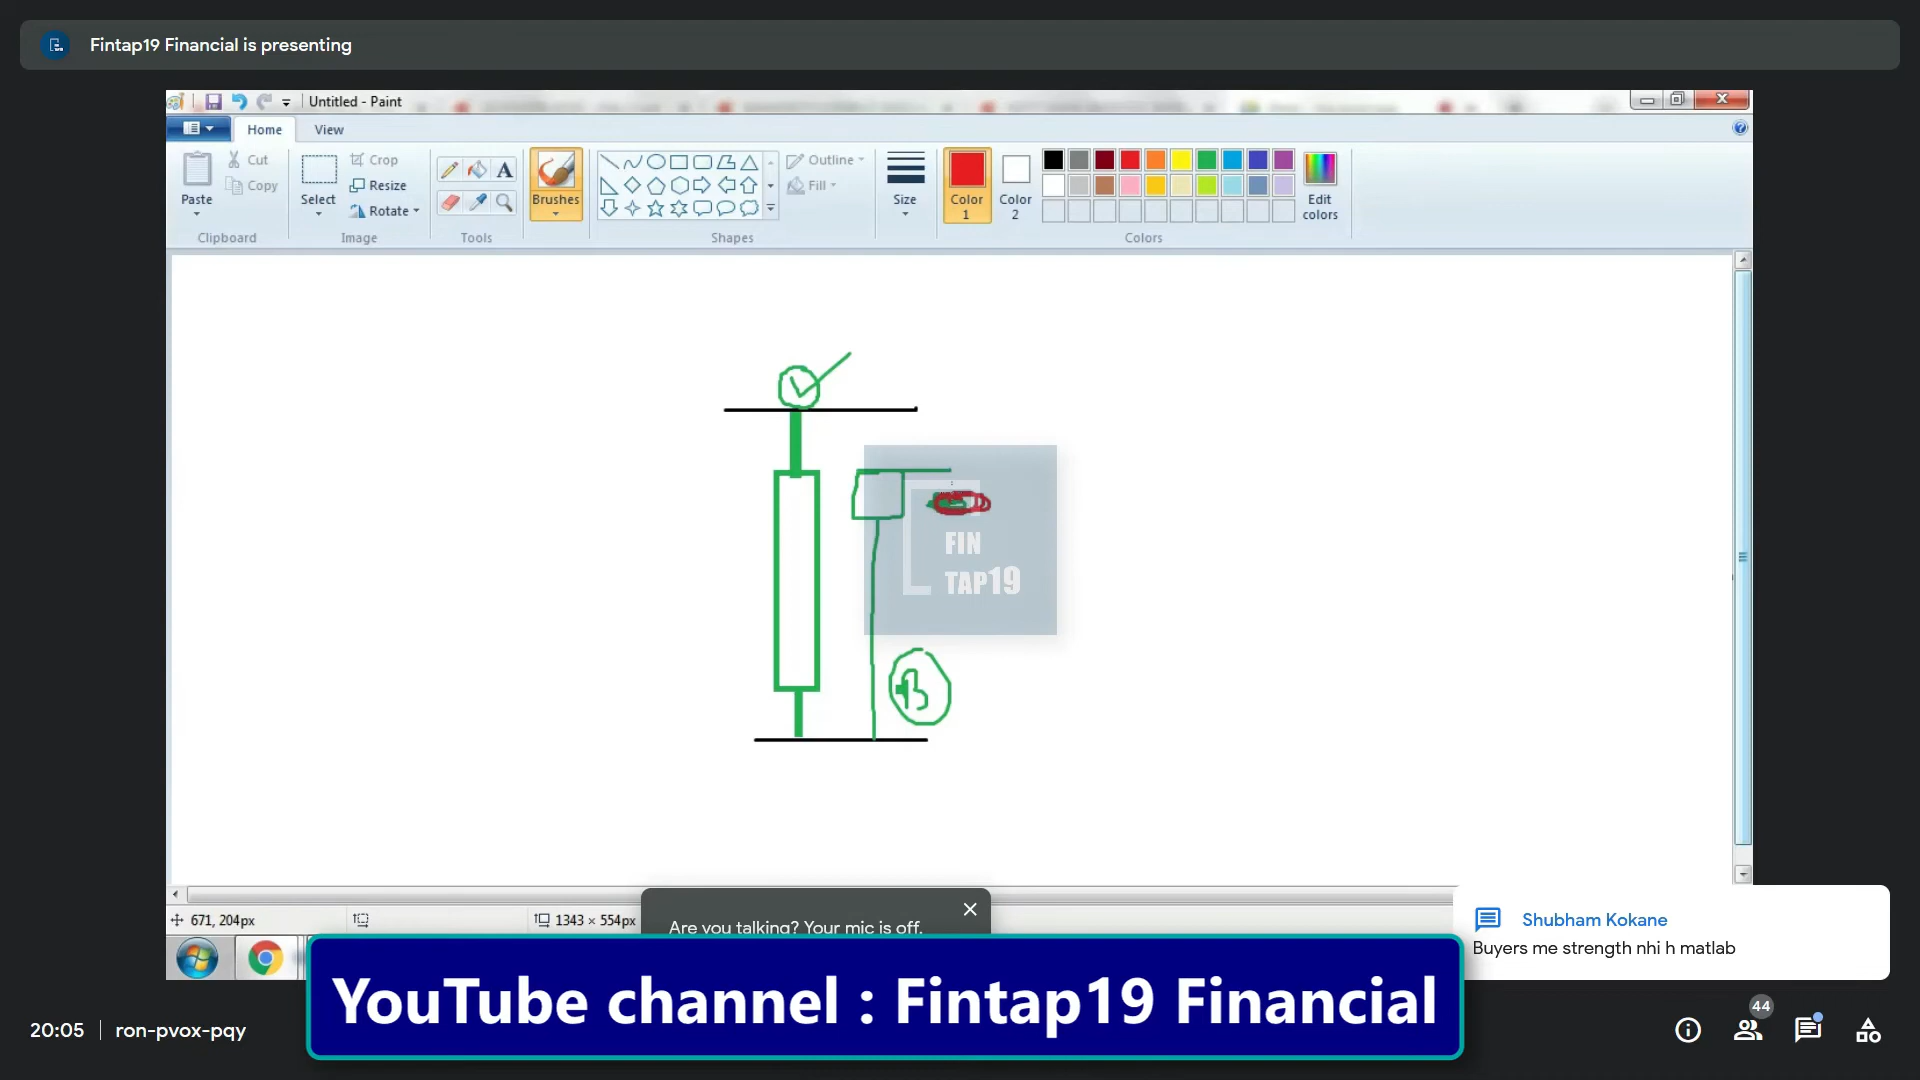 Fintap19 Financial is presenting
Untitled - Paint
Home View
Paste
Cut
Copy
Clipboard
Select
Crop
Resize
Rotate
Image
A
Tools
Brushes
Shapes
Outline
Fill
Size
Color
1
Color
2
Edit
colors
Colors
FIN
TAP19
B
671, 204px
1343 × 554px
Are you talking? Your mic is off.
Shubham Kokane
Buyers me strength nhi h matlab
YouTube channel : Fintap19 Financial
20:05 ron-pvox-pqy
44